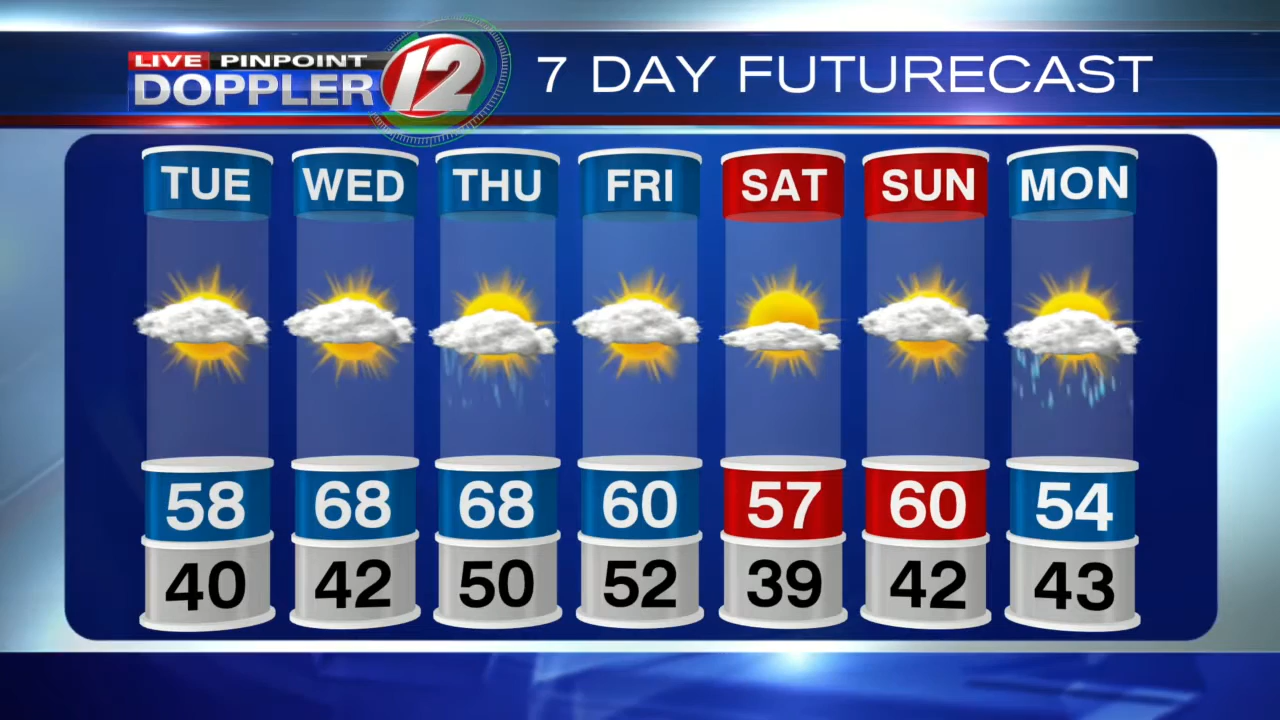 LIVE PINPOINT
DOPPLER 12
7 DAY FUTURECAST
TUE WED THU FRI SAT SUN MON
58 68 68 60 57 60 54
40 42 50 52 39 42 43